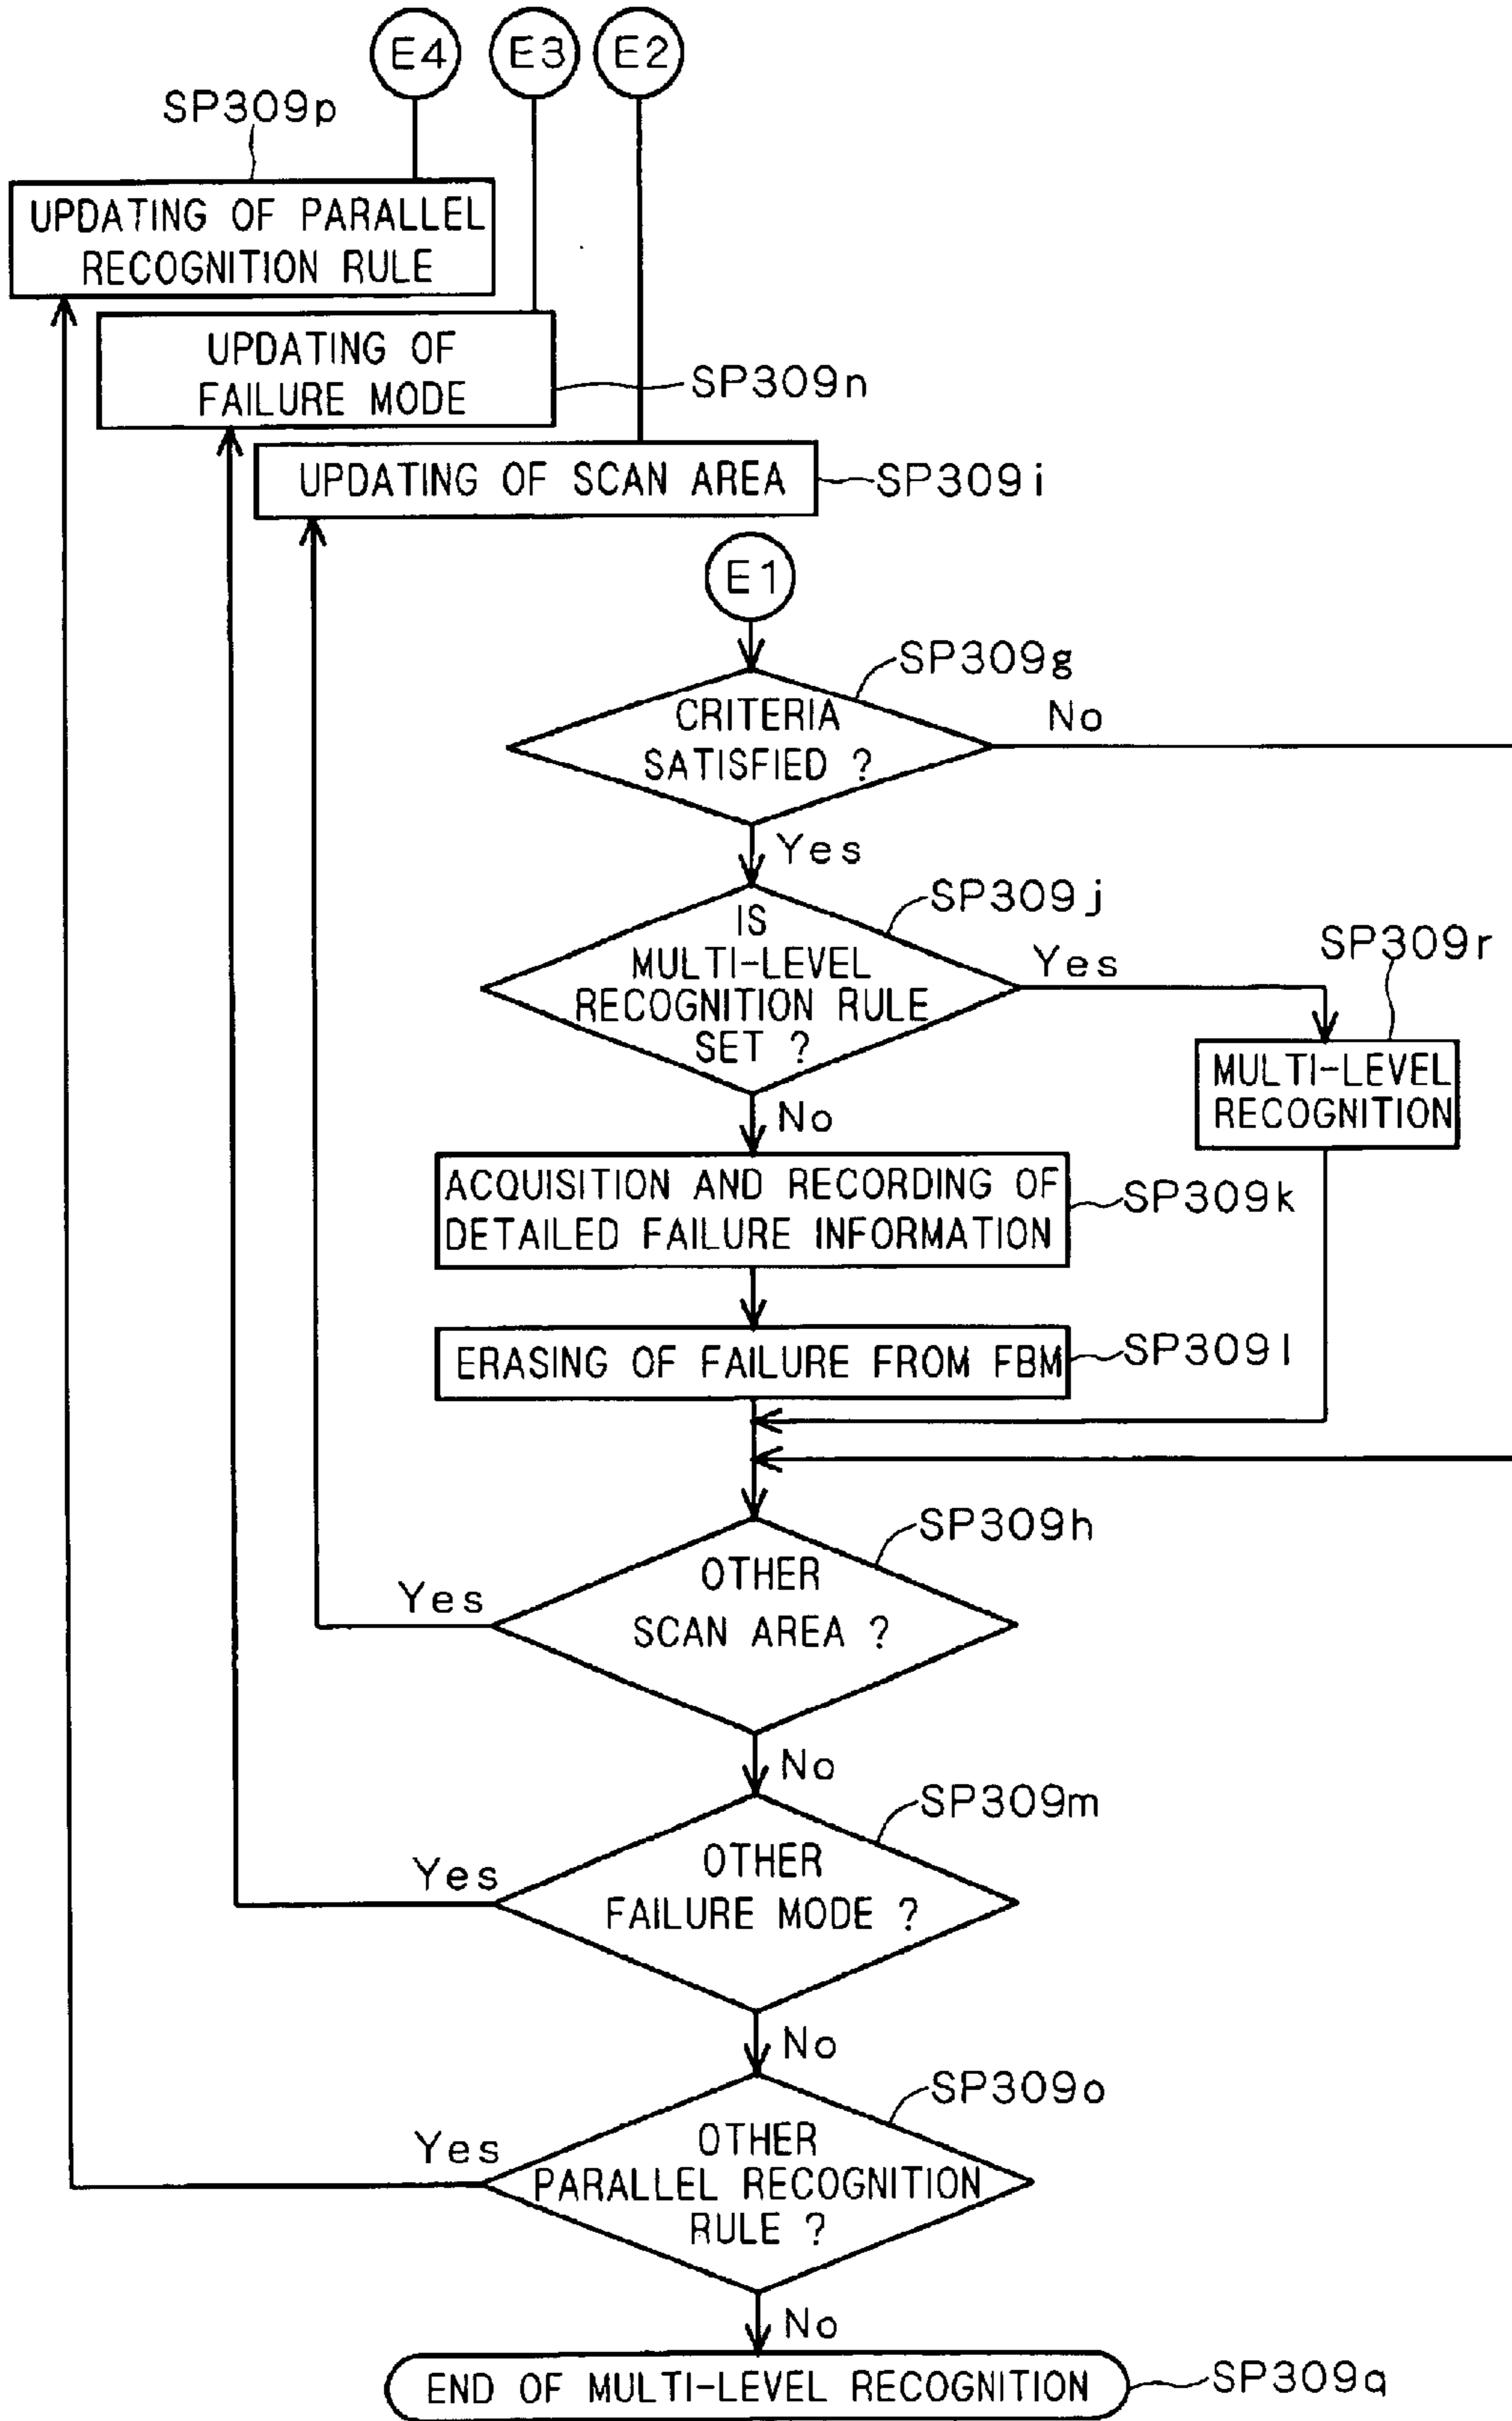 E4
E3
E2
SP309p
UPDATING OF PARALLEL
RECOGNITION RULE
UPDATING OF
FAILURE MODE
SP309n
UPDATING OF SCAN AREA
SP309i
E1
SP309g
CRITERIA
SATISFIED ?
No
Yes
SP309j
IS
MULTI-LEVEL
RECOGNITION RULE
SET ?
Yes
SP309r
MULTI-LEVEL
RECOGNITION
No
ACQUISITION AND RECORDING OF
DETAILED FAILURE INFORMATION
SP309k
ERASING OF FAILURE FROM FBM
SP309l
SP309h
OTHER
SCAN AREA ?
Yes
No
SP309m
OTHER
FAILURE MODE ?
Yes
No
SP309o
OTHER
PARALLEL RECOGNITION
RULE ?
Yes
No
END OF MULTI-LEVEL RECOGNITION
SP309q